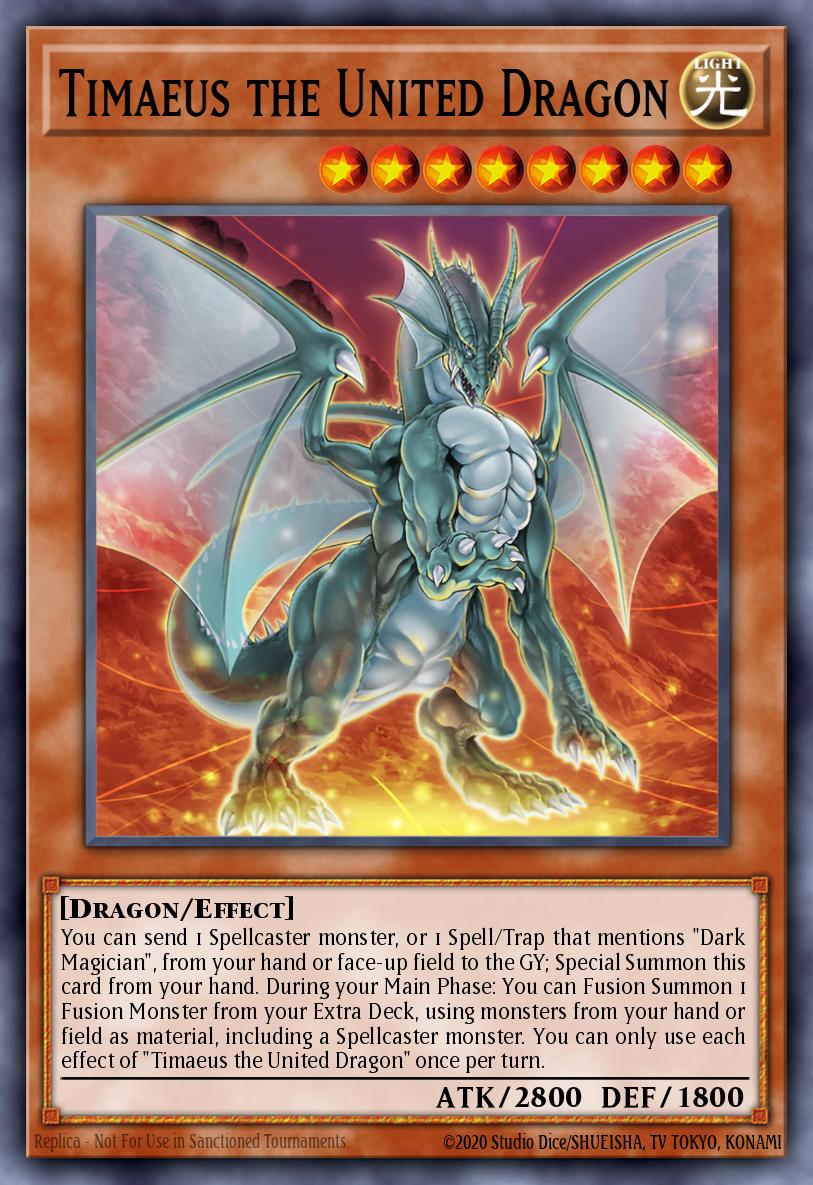 Timaeus the United Dragon
LIGHT
光
[Dragon/Effect]
You can send 1 Spellcaster monster, or 1 Spell/Trap that mentions "Dark
Magician", from your hand or face-up field to the GY; Special Summon this
card from your hand. During your Main Phase: You can Fusion Summon 1
Fusion Monster from your Extra Deck, using monsters from your hand or
field as material, including a Spellcaster monster. You can only use each
effect of "Timaeus the United Dragon" once per turn.
ATK/2800 DEF/1800
Replica - Not For Use in Sanctioned Tournaments.
©2020 Studio Dice/SHUEISHA, TV TOKYO, KONAMI